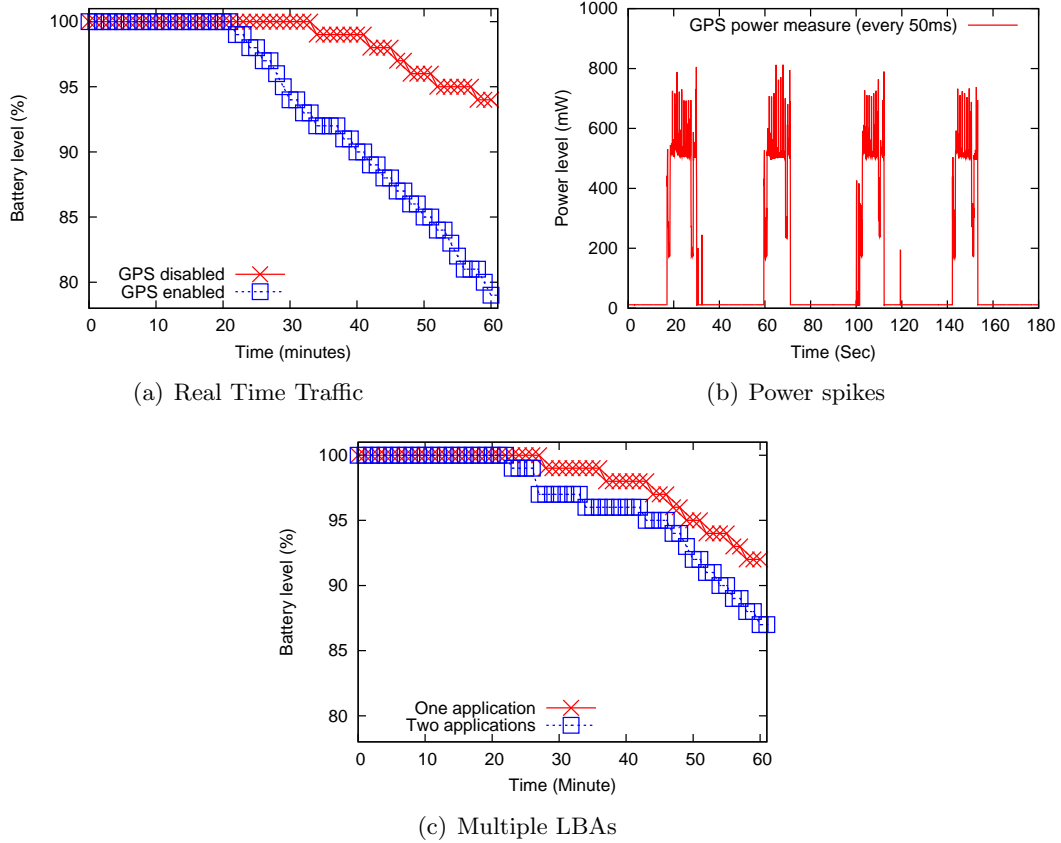 100
95
90
85
80
0 10 20 30 40 50 60
Battery level (%)
Time (minutes)
GPS disabled
GPS enabled
(a) Real Time Traffic
1000
800
600
400
200
0
0 20 40 60 80 100 120 140 160 180
Power level (mW)
Time (Sec)
GPS power measure (every 50ms)
(b) Power spikes
100
95
90
85
80
0 10 20 30 40 50 60
Battery level (%)
Time (Minute)
One application
Two applications
(c) Multiple LBAs